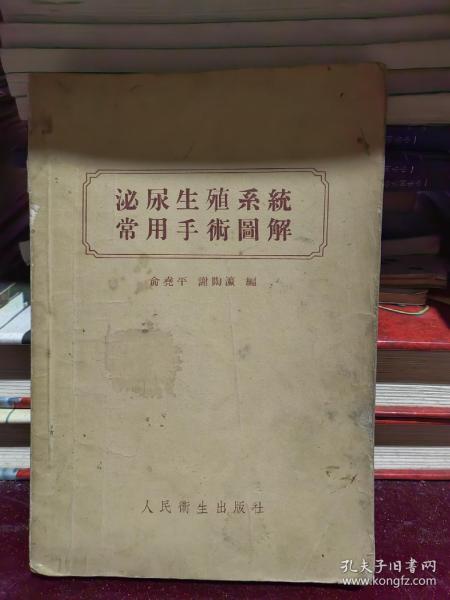 泌尿生殖系統
常用手術圖解
俞堯平 謝陶瀛 編
人民衛生出版社
孔夫子旧书网
www.kongfz.com